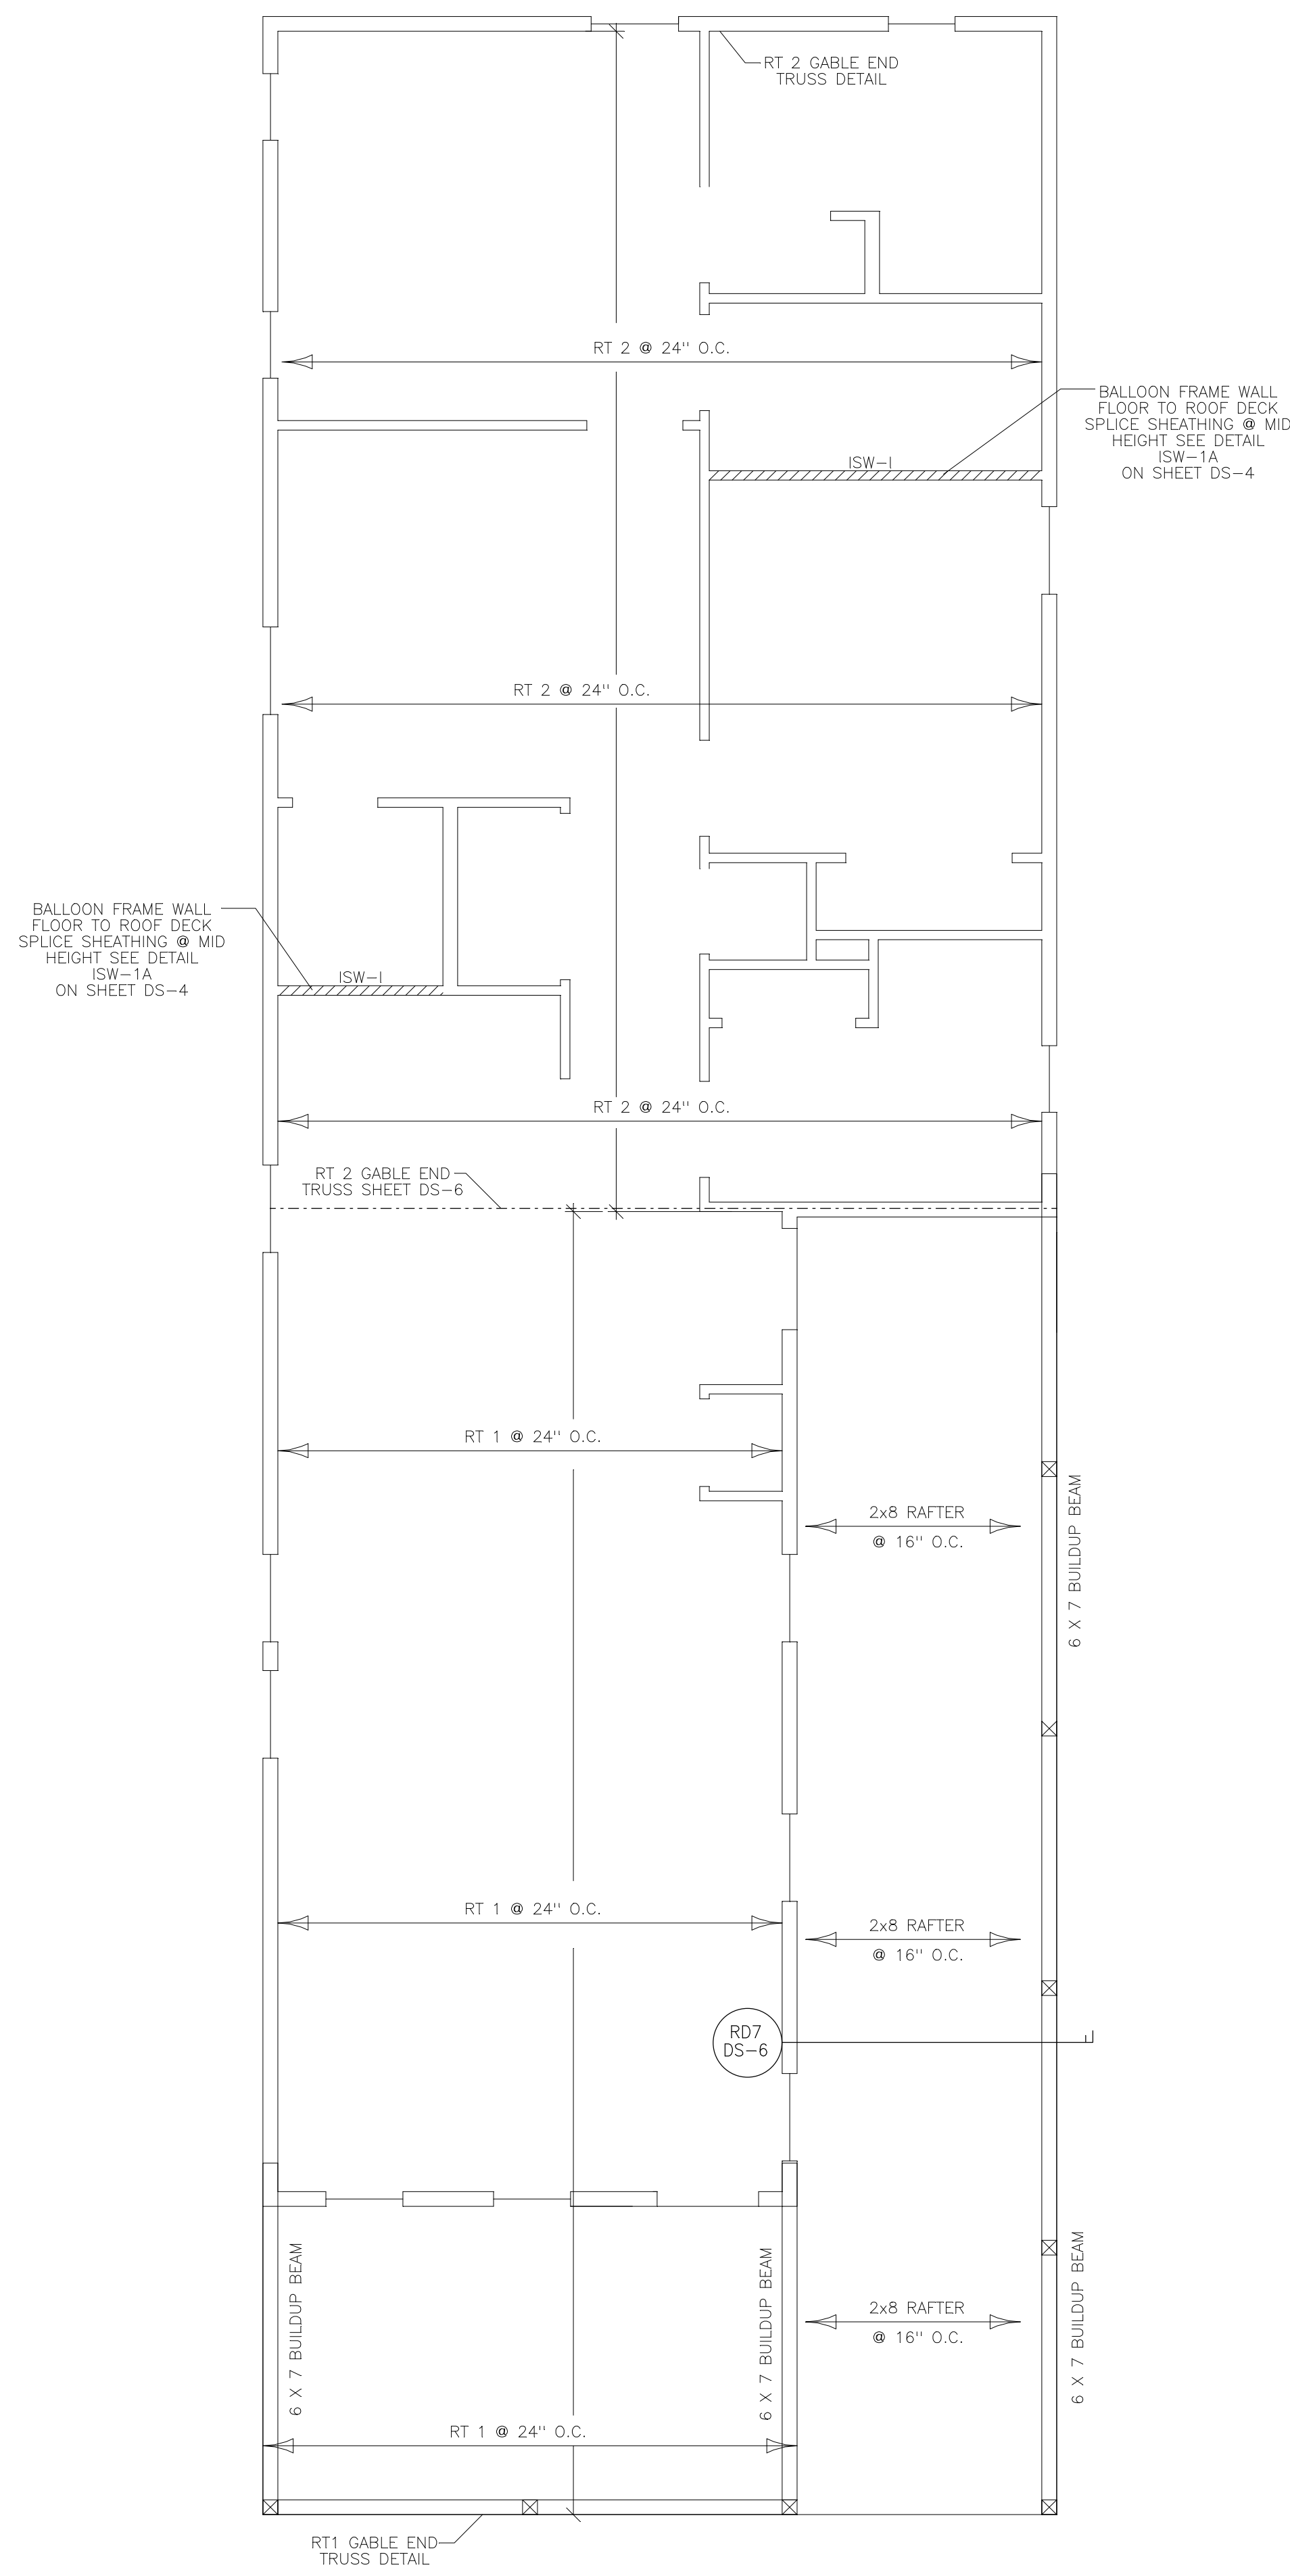 RT 2 GABLE END
TRUSS DETAIL
RT 2 @ 24" O.C.
BALLOON FRAME WALL
FLOOR TO ROOF DECK
SPLICE SHEATHING @ MID
HEIGHT SEE DETAIL
ISW-1A
ON SHEET DS-4
ISW-I
RT 2 @ 24" O.C.
BALLOON FRAME WALL
FLOOR TO ROOF DECK
SPLICE SHEATHING @ MID
HEIGHT SEE DETAIL
ISW-1A
ON SHEET DS-4
ISW-I
RT 2 @ 24" O.C.
RT 2 GABLE END
TRUSS SHEET DS-6
RT 1 @ 24" O.C.
2x8 RAFTER
@ 16" O.C.
6 X 7 BUILDUP BEAM
RT 1 @ 24" O.C.
2x8 RAFTER
@ 16" O.C.
RD7
DS-6
6 X 7 BUILDUP BEAM
6 X 7 BUILDUP BEAM
2x8 RAFTER
@ 16" O.C.
6 X 7 BUILDUP BEAM
RT 1 @ 24" O.C.
RT1 GABLE END
TRUSS DETAIL